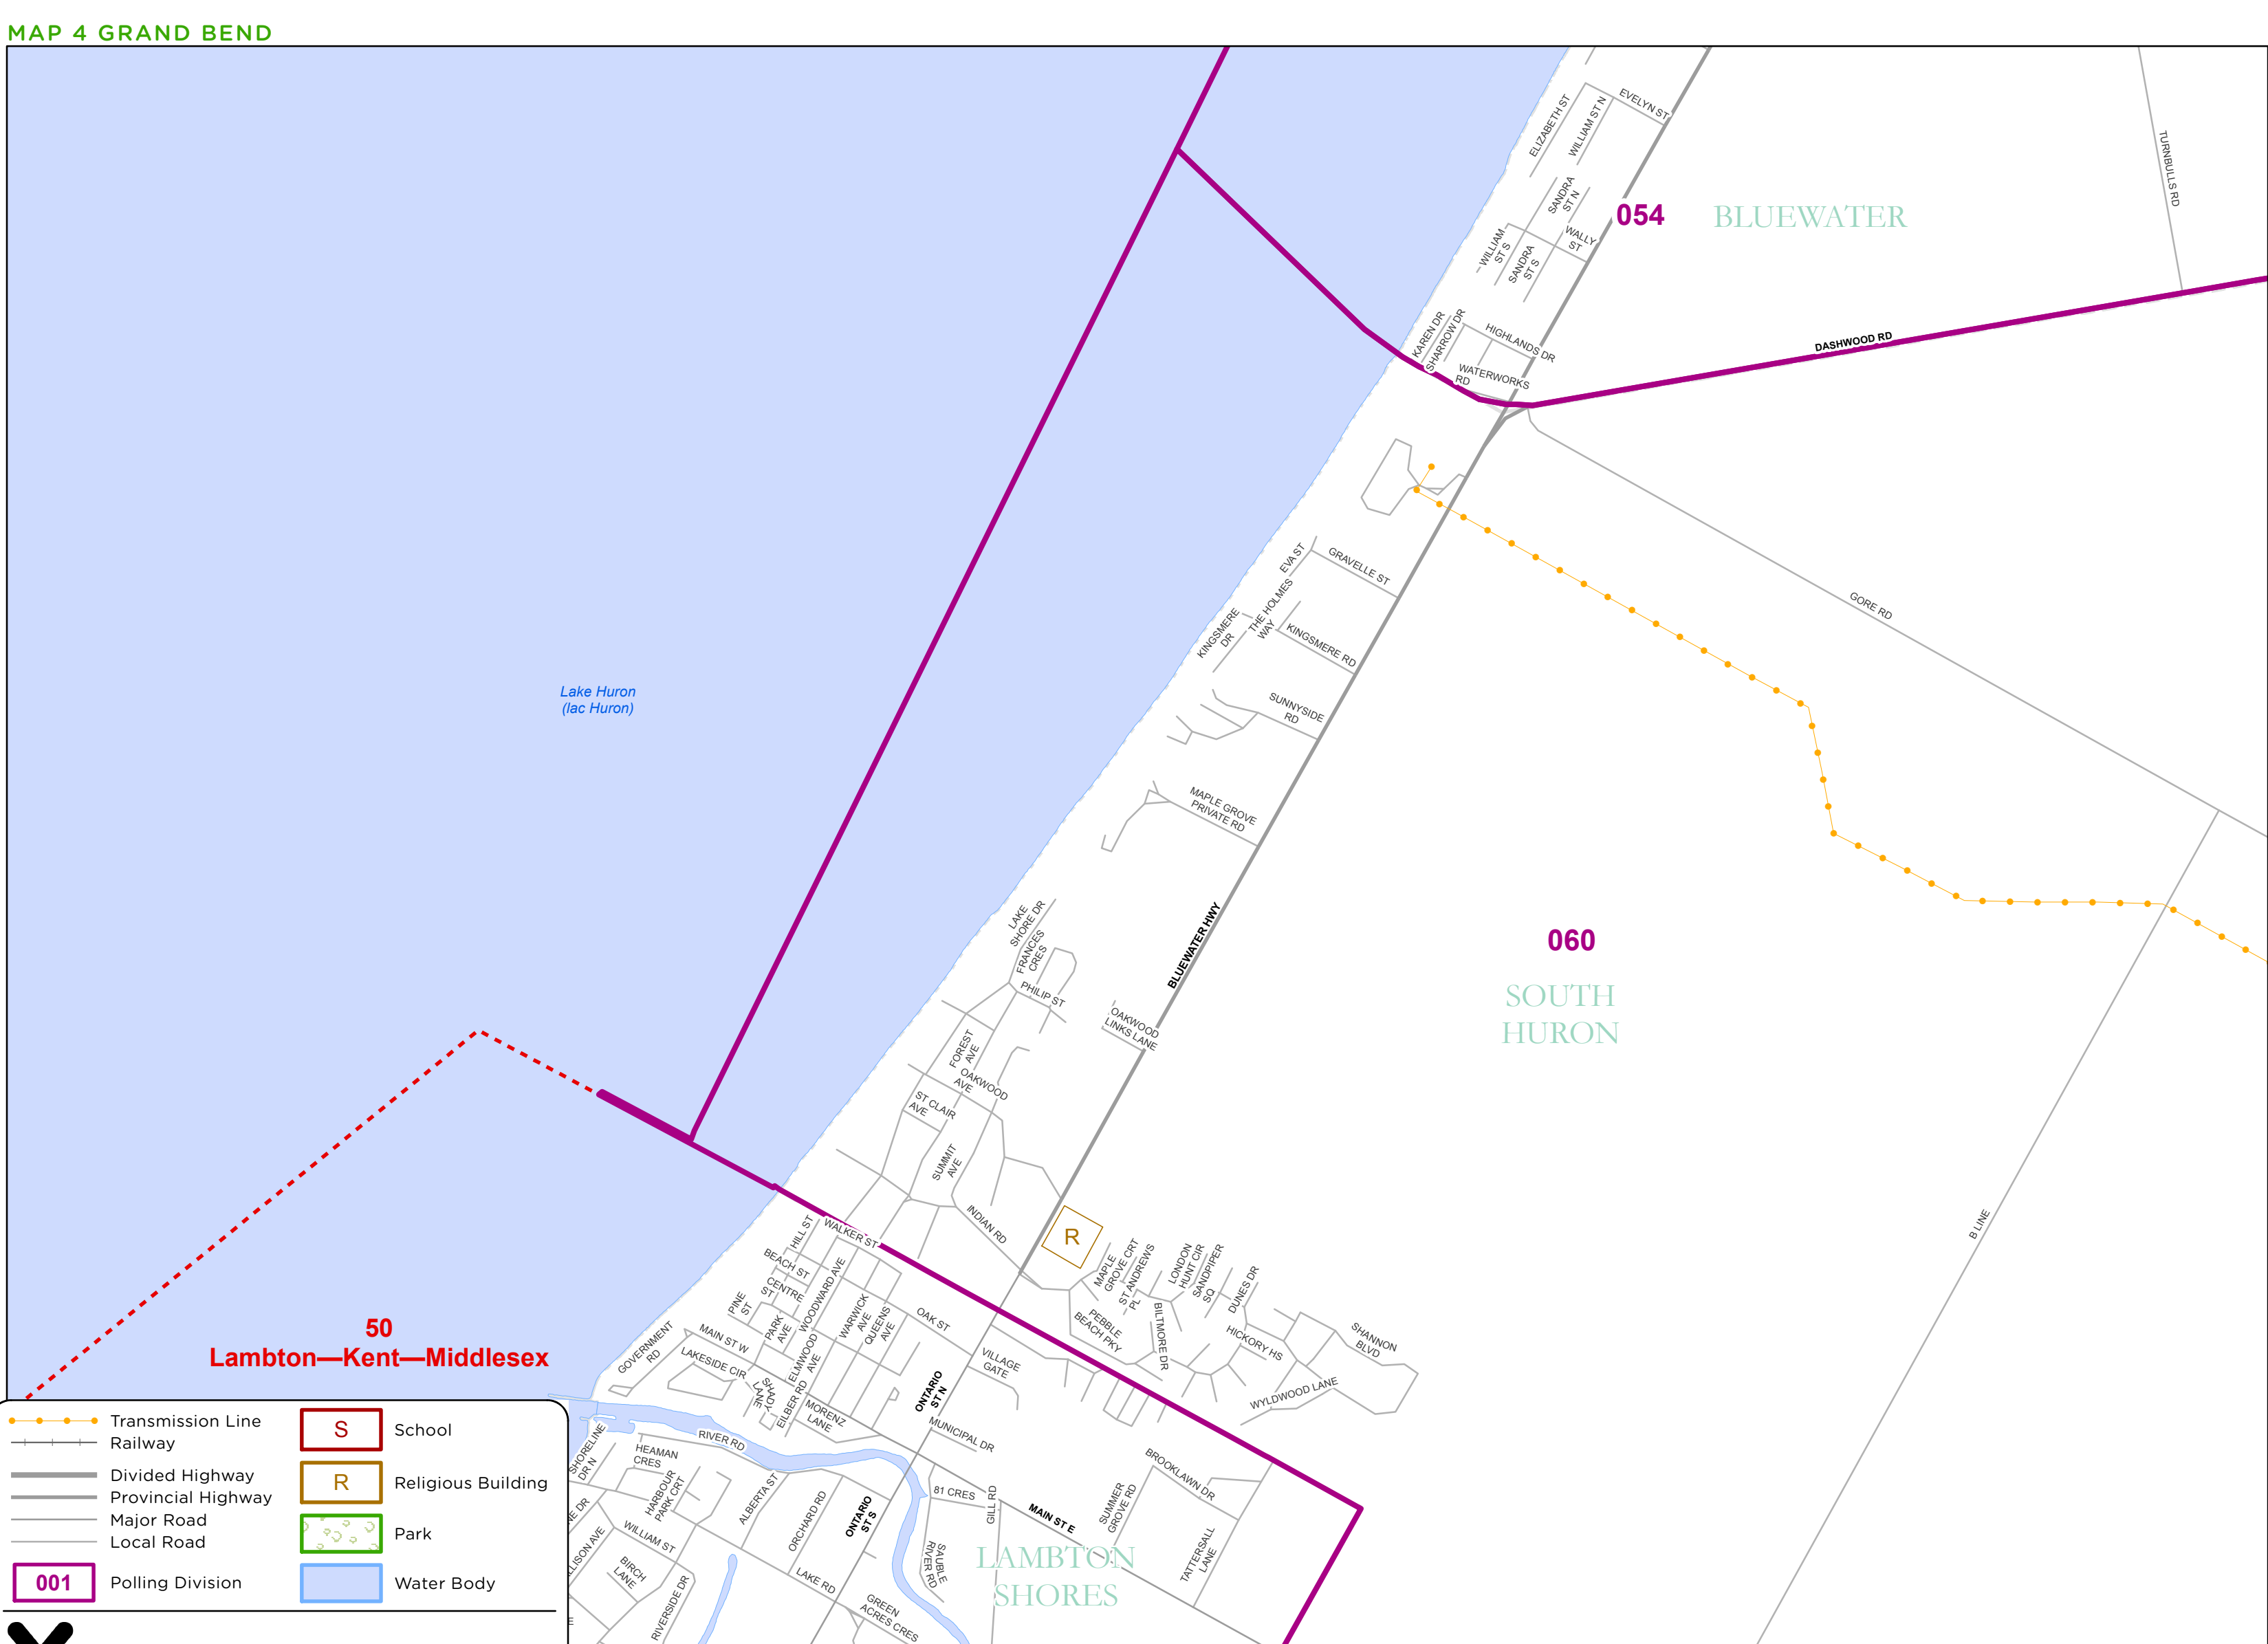 MAP 4 GRAND BEND
EVELYN ST
ELIZABETH ST
WILLIAM ST N
TURNBULLS RD
SANDRA
ST N
054
BLUEWATER
WALLY
ST
WILLIAM
ST S
SANDRA
ST S
KAREN DR
SHARROW DR
HIGHLANDS DR
DASHWOOD RD
WATERWORKS
RD
EVA ST
GRAVELLE ST
GORE RD
THE HOLMES
WAY
KINGSMERE
DR
KINGSMERE RD
Lake Huron
(lac Huron)
SUNNYSIDE
RD
MAPLE GROVE
PRIVATE RD
LAKE
SHORE DR
FRANCES
CRES
BLUEWATER HWY
060
PHILIP ST
SOUTH
HURON
OAKWOOD
LINKS LANE
FOREST
AVE
OAKWOOD
AVE
ST CLAIR
AVE
SUMMIT
AVE
INDIAN RD
R
B LINE
HILL ST
WALKER ST
BEACH ST
CENTRE
ST
WOODWARD AVE
PINE
ST
PARK
AVE
WARWICK
AVE
QUEENS
AVE
OAK ST
MAPLE
GROVE CRT
ST ANDREWS
PL
LONDON
HUNT CIR
SANDPIPER
SQ
DUNES DR
PEBBLE
BEACH PKY
BILTMORE DR
HICKORY HS
SHANNON
BLVD
WYLDWOOD LANE
50
Lambton—Kent—Middlesex
GOVERNMENT
RD
MAIN ST W
LAKESIDE CIR
ELMWOOD
AVE
SHADY
LANE
EILBER RD
MORENZ
LANE
VILLAGE
GATE
ONTARIO
ST N
MUNICIPAL DR
RIVER RD
SHORELINE
DR N
HEAMAN
CRES
HARBOUR
PARK CRT
ALBERTA ST
ORCHARD RD
ONTARIO
ST S
81 CRES
GILL RD
MAIN ST E
BROOKLAWN DR
SUMMER
GROVE RD
TATTERSALL
LANE
NE DR
LLISON AVE
WILLIAM ST
BIRCH
LANE
RIVERSIDE DR
LAKE RD
SAUBLE
RIVER RD
GREEN
ACRES CRES
LAMBTON
SHORES
E
Transmission Line
Railway
Divided Highway
Provincial Highway
Major Road
Local Road
001 Polling Division
S School
R Religious Building
Park
Water Body